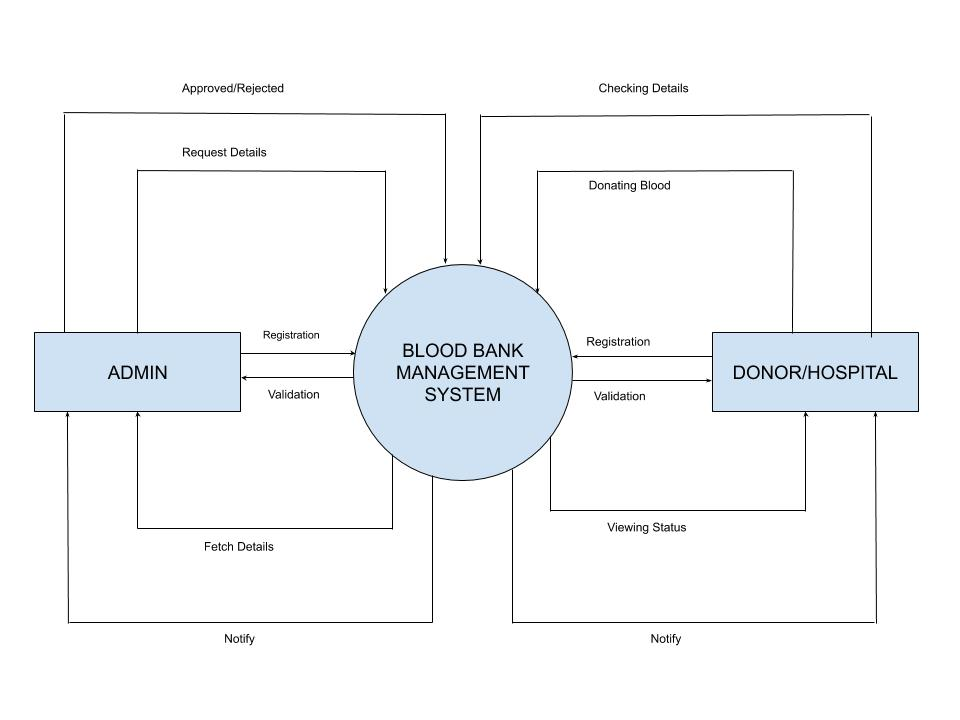 Approved/Rejected
Checking Details
Request Details
Donating Blood
Registration
Registration
BLOOD BANK
MANAGEMENT
SYSTEM
ADMIN
DONOR/HOSPITAL
Validation
Validation
Viewing Status
Fetch Details
Notify
Notify